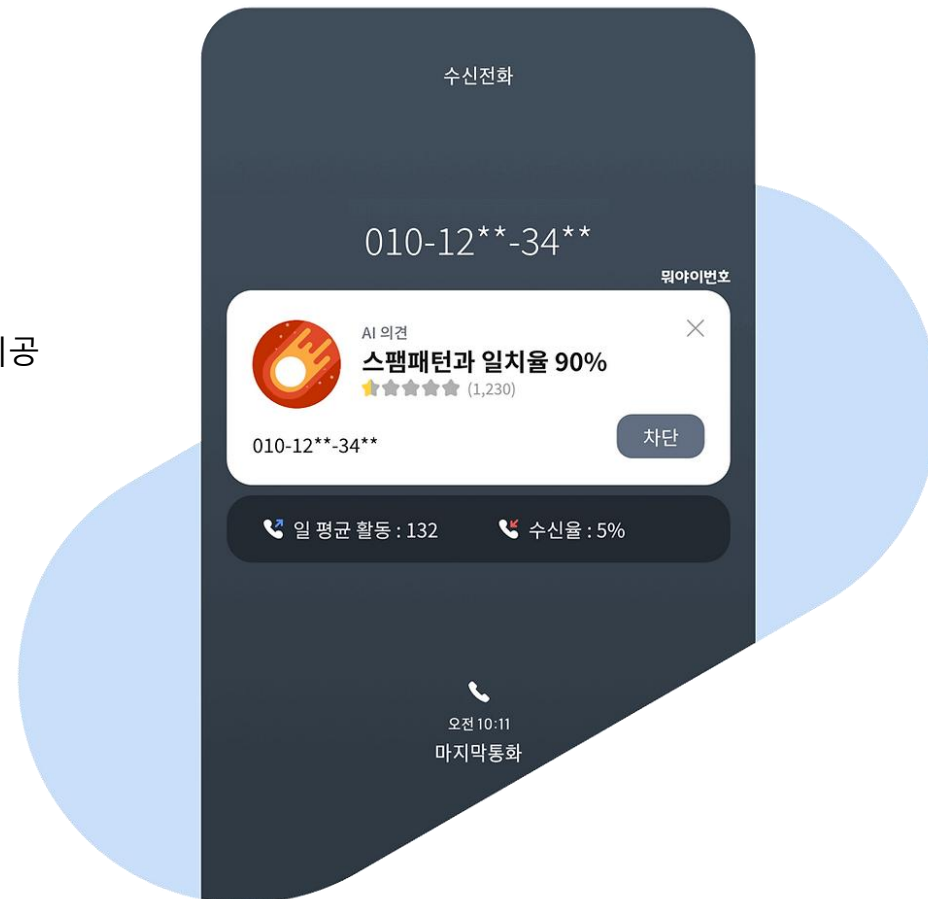 수신전화
010-12**-34**
뭐야이번호
AI 의견
스팸패턴과 일치율 90%
(1,230)
010-12**-34**
차단
일 평균 활동 : 132
수신율 : 5%
오전 10:11
마지막통화